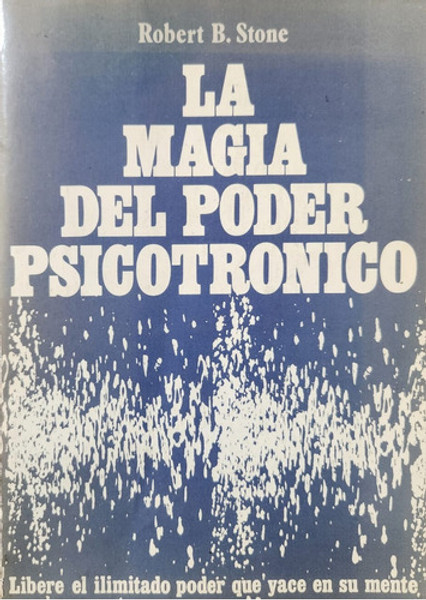 Robert B. Stone
LA
MAGIA
DEL PODER
PSICOTRONICO
Libere el ilimitado poder que yace en su mente